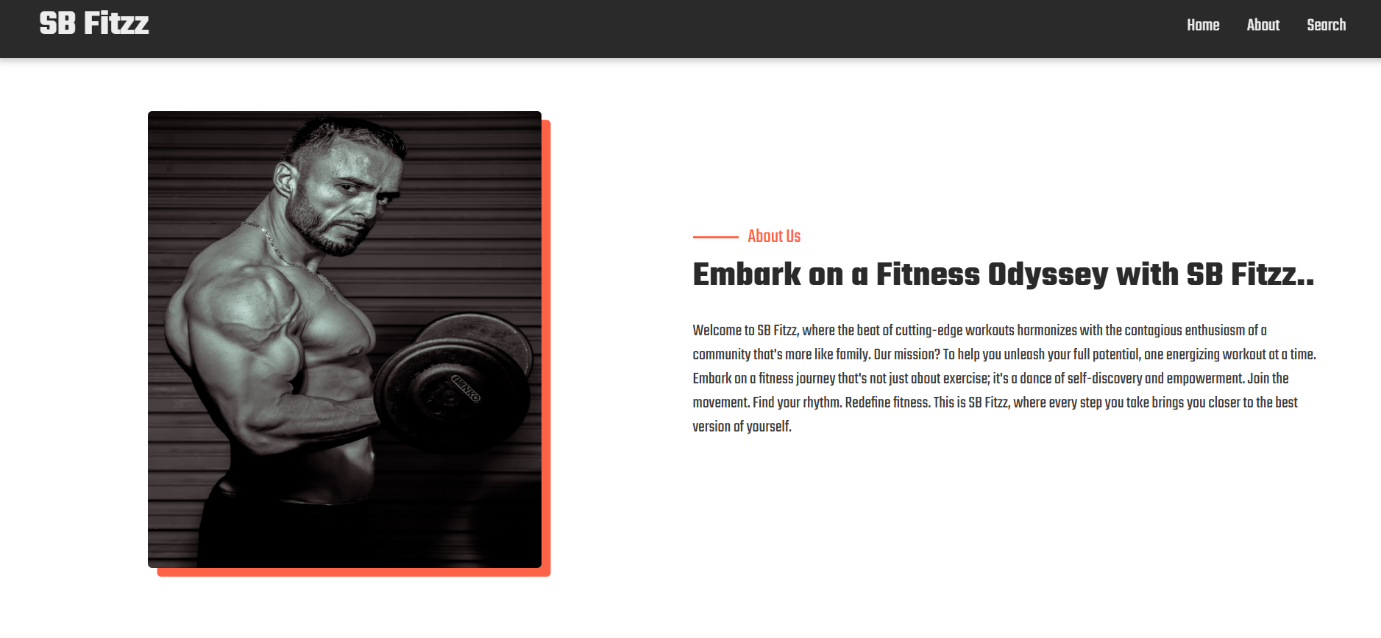 SB Fitzz
Home About Search
About Us
Embark on a Fitness Odyssey with SB Fitzz..
Welcome to SB Fitzz, where the beat of cutting-edge workouts harmonizes with the contagious enthusiasm of a
community that's more like family. Our mission? To help you unleash your full potential, one energizing workout at a time.
Embark on a fitness journey that's not just about exercise; it's a dance of self-discovery and empowerment. Join the
movement. Find your rhythm. Redefine fitness. This is SB Fitzz, where every step you take brings you closer to the best
version of yourself.